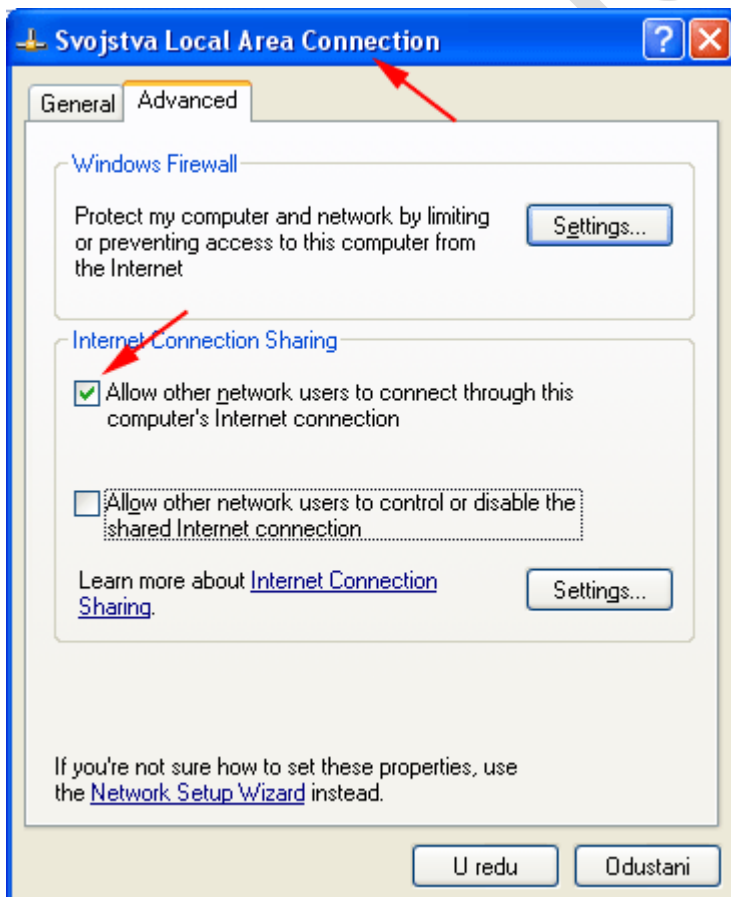 Svojstva Local Area Connection
General
Advanced
Windows Firewall
Protect my computer and network by limiting
or preventing access to this computer from
the Internet
Settings...
Internet Connection Sharing
Allow other network users to connect through this
computer's Internet connection
Allow other network users to control or disable the
shared Internet connection
Learn more about Internet Connection
Sharing.
Settings...
If you're not sure how to set these properties, use
the Network Setup Wizard instead.
U redu
Odustani